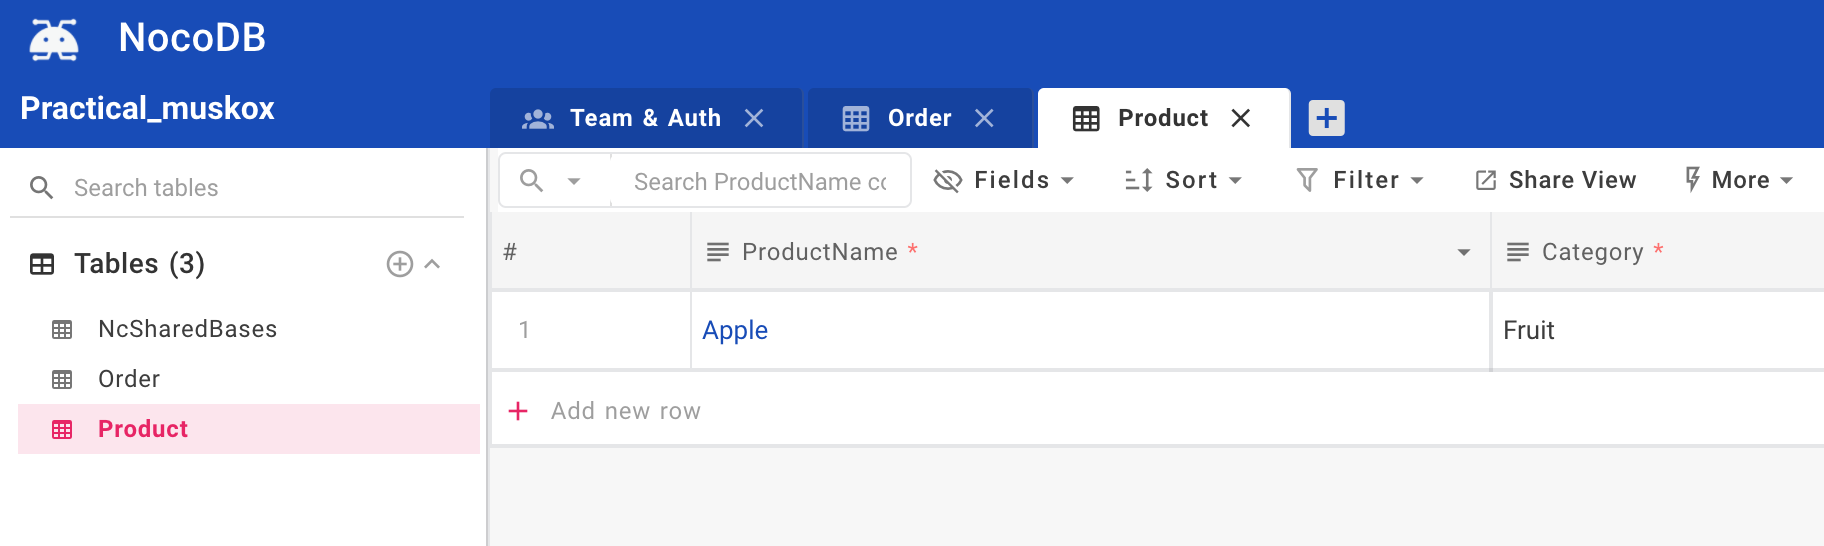 NocoDB
Practical_muskox
Team & Auth
Order
Product
Search tables
Search ProductName cc
Fields
Sort
Filter
Share View
More
Tables (3)
NcSharedBases
Order
Product
# ProductName * Category *
1 Apple Fruit
Add new row